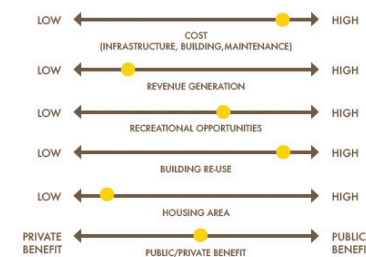 LOW HIGH
COST
(INFRASTRUCTURE, BUILDING,MAINTENANCE)
LOW HIGH
REVENUE GENERATION
LOW HIGH
RECREATIONAL OPPORTUNITIES
LOW HIGH
BUILDING RE-USE
LOW HIGH
HOUSING AREA
PRIVATE PUBLIC
BENEFIT BENEFI
PUBLIC/PRIVATE BENEFIT